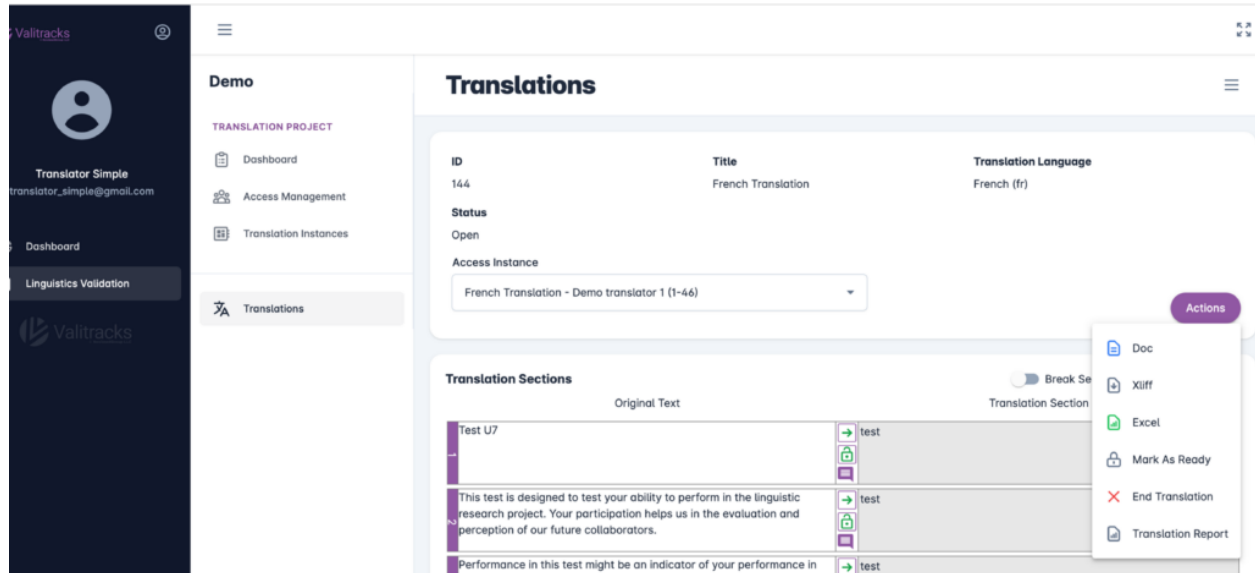 Valitracks
Demo
Translations
TRANSLATION PROJECT
Dashboard
Access Management
Translation Instances
Translations
Translator Simple
translator_simple@gmail.com
Dashboard
Linguistics Validation
Valitracks
ID
Title
Translation Language
144
French Translation
French (fr)
Status
Open
Access Instance
French Translation - Demo translator 1 (1-46)
Actions
Doc
Xliff
Excel
Mark As Ready
End Translation
Translation Report
Translation Sections
Break Se
Original Text
Translation Section
1
Test U7
test
2
This test is designed to test your ability to perform in the linguistic
research project. Your participation helps us in the evaluation and
perception of our future collaborators.
test
Performance in this test might be an indicator of your performance in
test